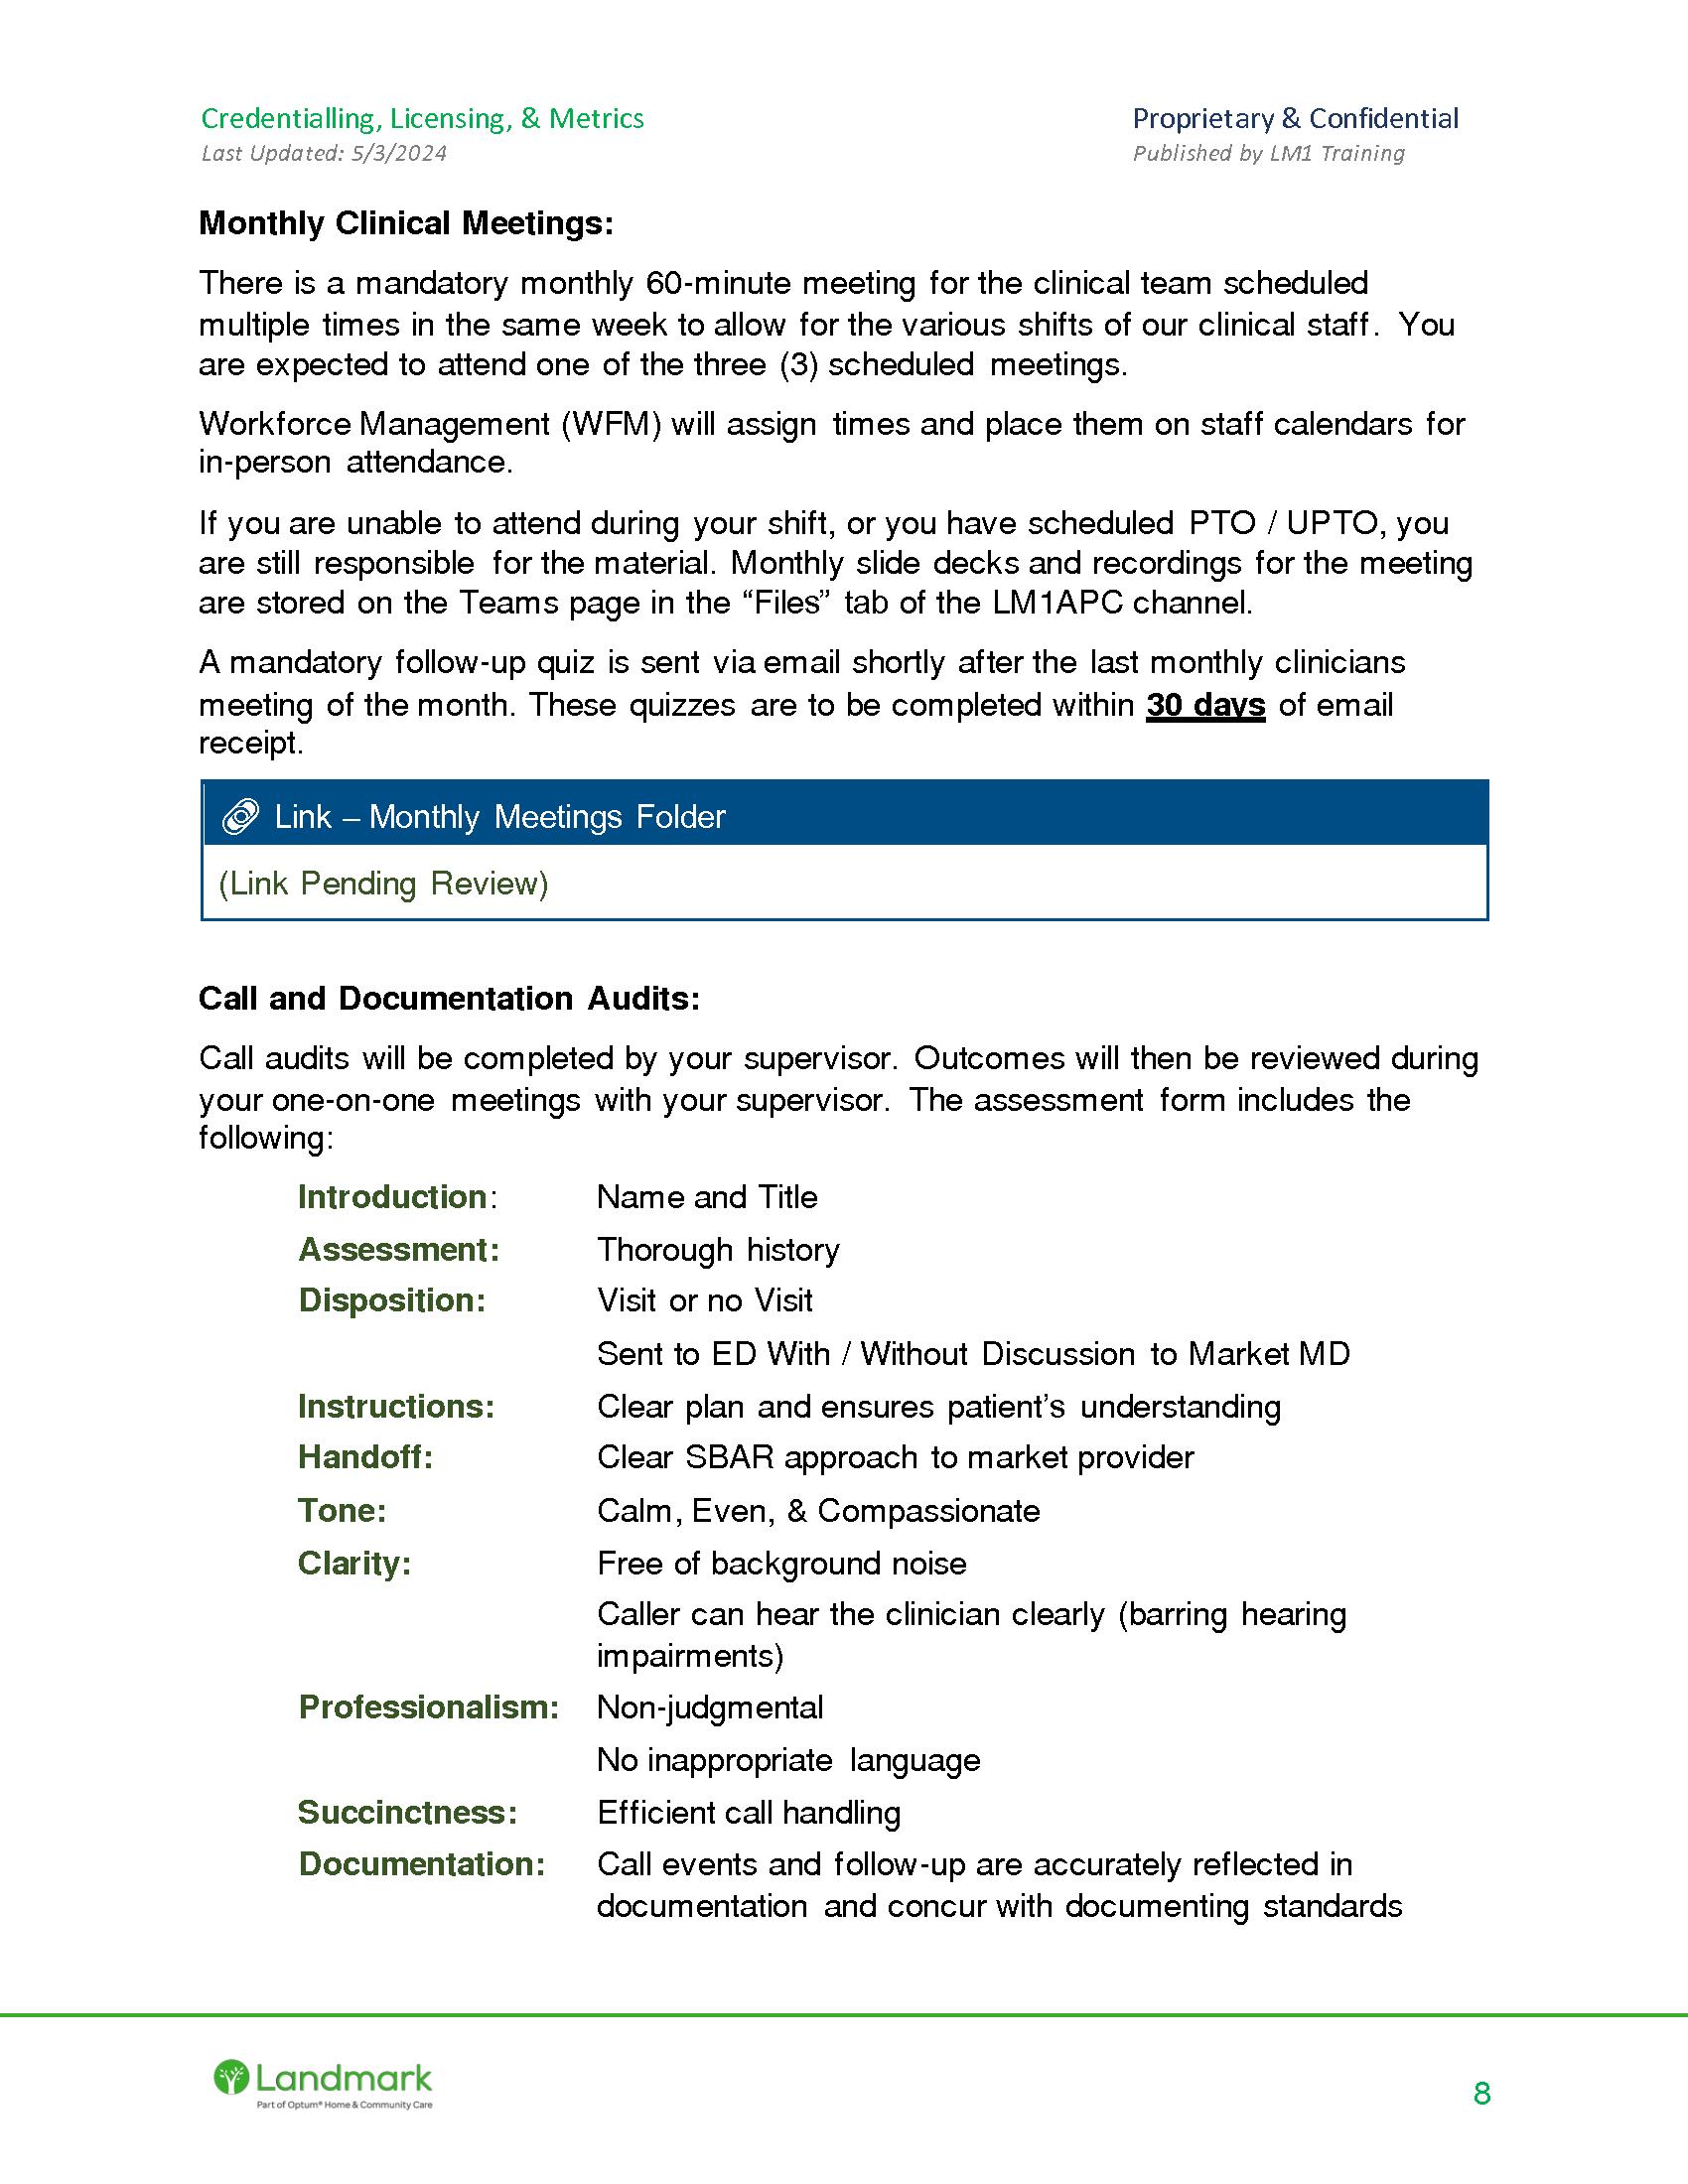 Credentialling, Licensing, & Metrics
Proprietary & Confidential
Last Updated: 5/3/2024
Published by LM1 Training
Monthly Clinical Meetings:
There is a mandatory monthly 60-minute meeting for the clinical team scheduled
multiple times in the same week to allow for the various shifts of our clinical staff. You
are expected to attend one of the three (3) scheduled meetings.
Workforce Management (WFM) will assign times and place them on staff calendars for
in-person attendance.
If you are unable to attend during your shift, or you have scheduled PTO / UPTO, you
are still responsible for the material. Monthly slide decks and recordings for the meeting
are stored on the Teams page in the “Files” tab of the LM1APC channel.
A mandatory follow-up quiz is sent via email shortly after the last monthly clinicians
meeting of the month. These quizzes are to be completed within 30 days of email
receipt.
Link – Monthly Meetings Folder
(Link Pending Review)
Call and Documentation Audits:
Call audits will be completed by your supervisor. Outcomes will then be reviewed during
your one-on-one meetings with your supervisor. The assessment form includes the
following:
Introduction: Name and Title
Assessment: Thorough history
Disposition: Visit or no Visit
Sent to ED With / Without Discussion to Market MD
Instructions: Clear plan and ensures patient’s understanding
Handoff: Clear SBAR approach to market provider
Tone: Calm, Even, & Compassionate
Clarity: Free of background noise
Caller can hear the clinician clearly (barring hearing
impairments)
Professionalism: Non-judgmental
No inappropriate language
Succinctness: Efficient call handling
Documentation: Call events and follow-up are accurately reflected in
documentation and concur with documenting standards
Landmark
Part of Optum® Home & Community Care
8